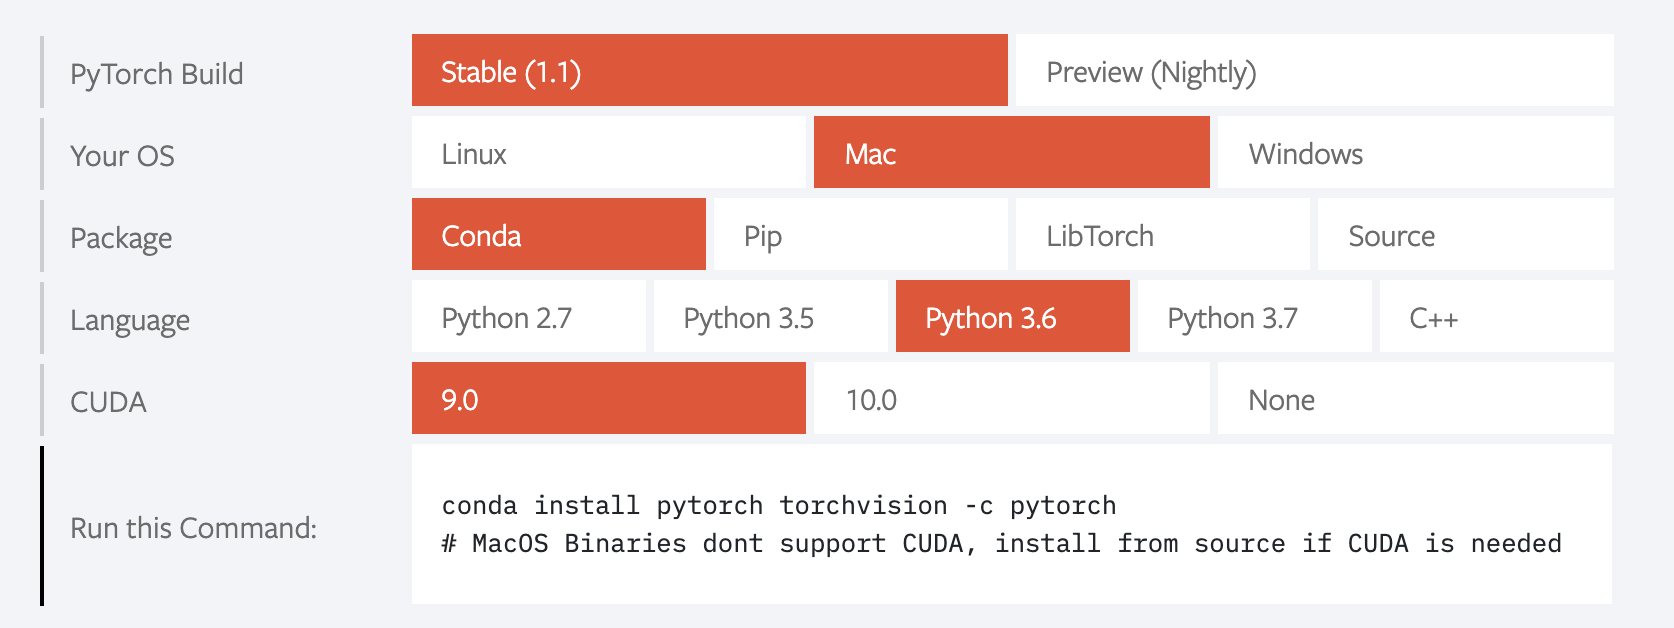 PyTorch Build
Stable (1.1)
Preview (Nightly)
Your OS
Linux
Mac
Windows
Package
Conda
Pip
LibTorch
Source
Language
Python 2.7
Python 3.5
Python 3.6
Python 3.7
C++
CUDA
9.0
10.0
None
Run this Command:
conda install pytorch torchvision -c pytorch
# MacOS Binaries dont support CUDA, install from source if CUDA is needed